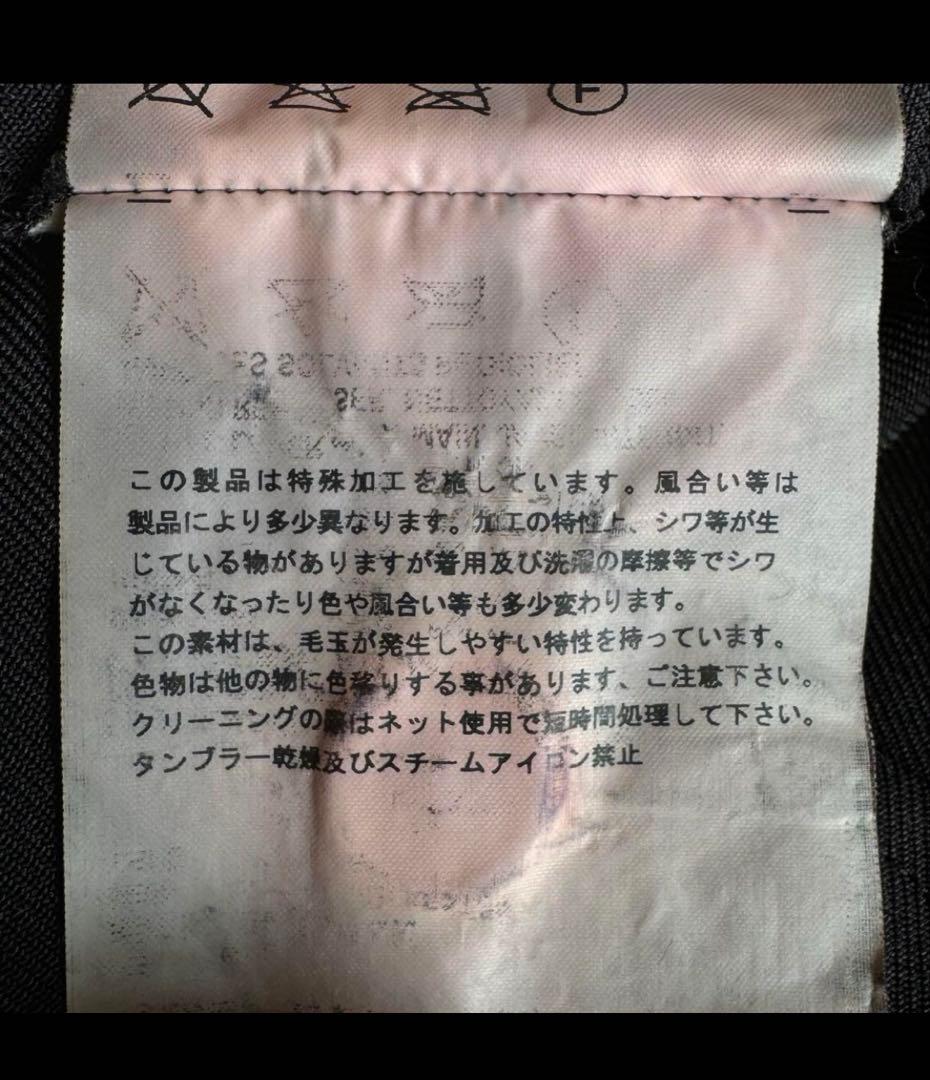 F
この製品は特殊加工を施しています。風合い等は
製品により多少異なります。加工の特性上、シワ等が生
じている物がありますが着用及び洗濯の摩擦等でシワ
がなくなったり色や風合い等も多少変わります。
この素材は、毛玉が発生しやすい特性を持っています。
色物は他の物に色移りする事があります、ご注意下さい。
クリーニングの際はネット使用で短時間処理して下さい。
タンブラー乾燥及びスチームアイロン禁止